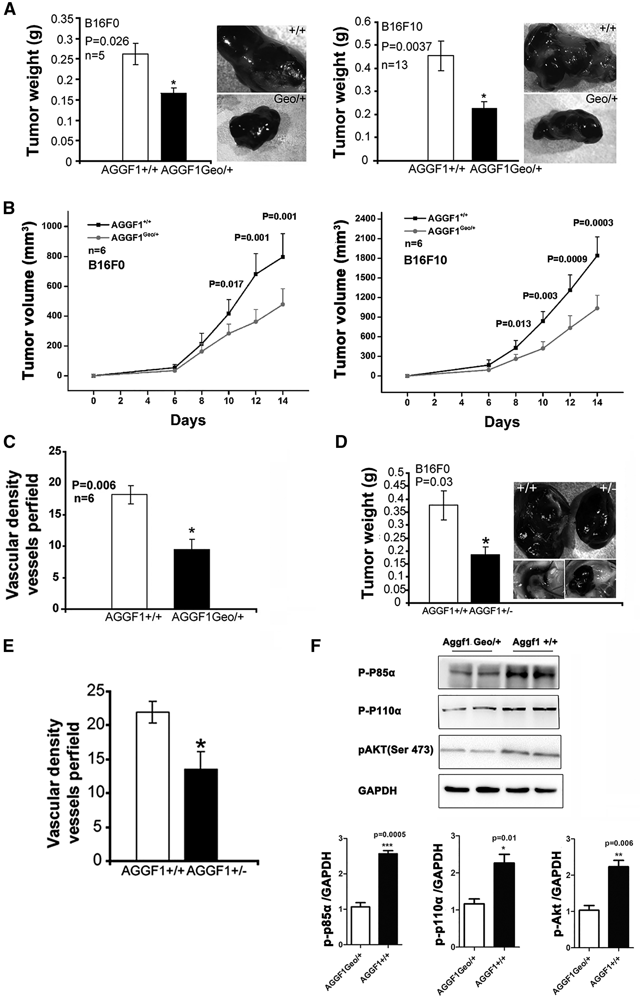 A
Tumor weight (g)
0.35
0.3
0.25
0.2
0.15
0.1
0.05
0
B16F0
P=0.026
n=5
*
AGGF1+/+ AGGF1Geo/+
+/+
Geo/+
Tumor weight (g)
0.6
0.5
0.4
0.3
0.2
0.1
0
B16F10
P=0.0037
n=13
*
AGGF1+/+ AGGF1Geo/+
+/+
Geo/+
B
Tumor volume (mm³)
1000
800
600
400
200
0
AGGF1+/+
AGGF1Geo/+
n=6
B16F0
P=0.017
P=0.001
P=0.001
0 2 4 6 8 10 12 14
Days
Tumor volume (mm³)
2400
2100
1800
1500
1200
900
600
300
0
AGGF1+/+
AGGF1Geo/+
n=6
B16F10
P=0.013
P=0.003
P=0.0009
P=0.0003
0 2 4 6 8 10 12 14
Days
C
Vascular density
vessels perfield
25
20
15
10
5
0
P=0.006
n=6
*
AGGF1+/+ AGGF1Geo/+
D
Tumor weight (g)
0.5
0.45
0.4
0.35
0.3
0.25
0.2
0.15
0.1
0.05
0
B16F0
P=0.03
*
AGGF1+/+ AGGF1+/-
+/+
+/-
E
Vascular density
vessels perfield
25
20
15
10
5
0
*
AGGF1+/+ AGGF1+/-
F
Aggf1 Geo/+ Aggf1 +/+
P-P85α
P-P110α
pAKT(Ser 473)
GAPDH
p-p85α /GAPDH
3
2
1
0
p=0.0005
***
AGGF1Geo/+
AGGF1+/+
p-p110α /GAPDH
3
2
1
0
p=0.01
*
AGGF1Geo/+
AGGF1+/+
p-Akt /GAPDH
3
2
1
0
p=0.006
**
AGGF1Geo/+
AGGF1+/+